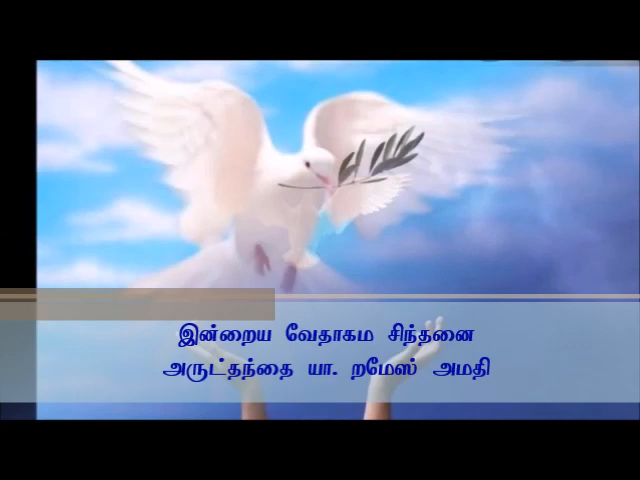 இன்றைய வேதாகம சிந்தனை
அருட்தந்தை யா. றமேஸ் அமதி